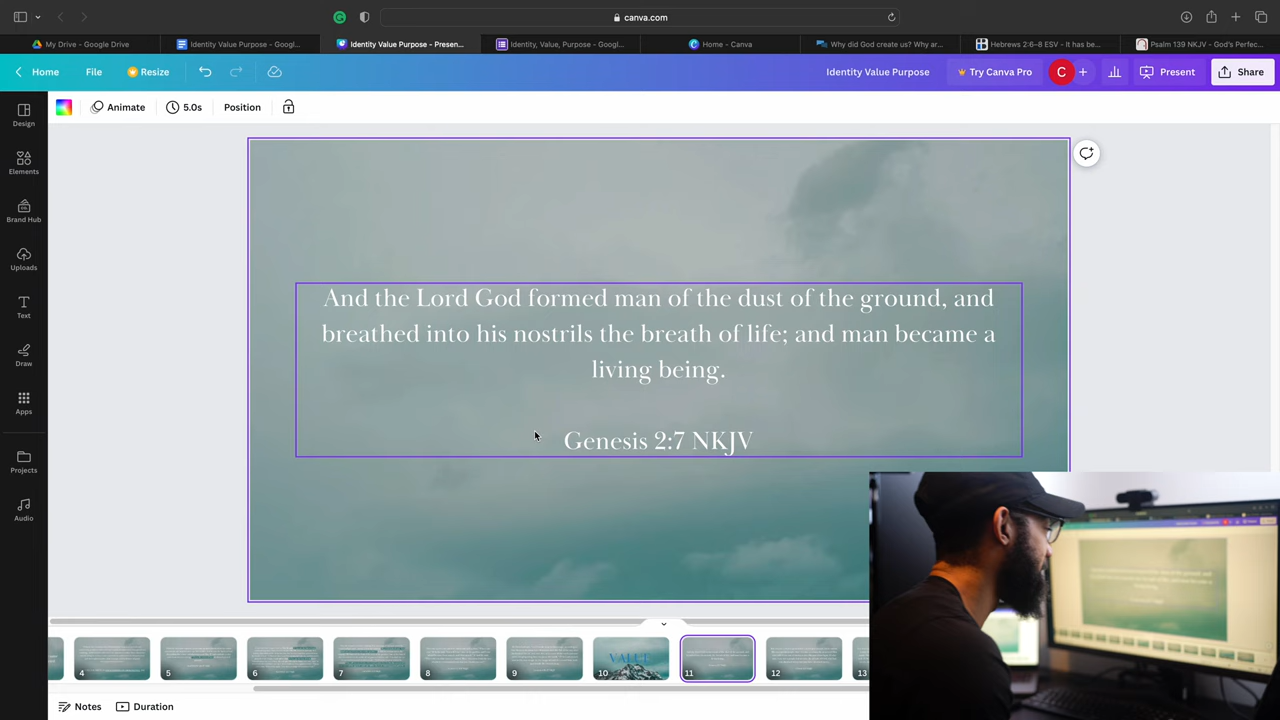 canva.com
My Drive - Google Drive
Identity Value Purpose - Googl...
Identity Value Purpose - Presen...
Identity, Value, Purpose - Googl...
Home - Canva
Why did God create us? Why ar...
Hebrews 2:6–8 ESV - It has be...
Psalm 139 NKJV - God's Perfec...
Home
File
Resize
Identity Value Purpose
Try Canva Pro
C
Present
Share
Animate
5.0s
Position
Design
Elements
Brand Hub
Uploads
Text
Draw
Apps
Projects
Audio
And the Lord God formed man of the dust of the ground, and
breathed into his nostrils the breath of life; and man became a
living being.
Genesis 2:7 NKJV
4
5
6
7
8
9
VALUE
10
11
12
13
Notes
Duration